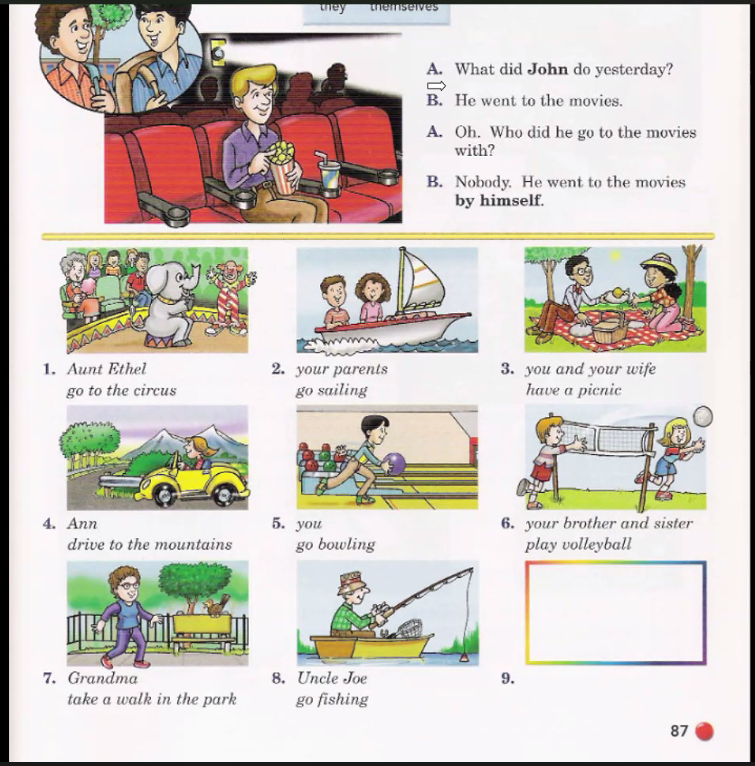 they themselves
A. What did John do yesterday?
B. He went to the movies.
A. Oh. Who did he go to the movies
with?
B. Nobody. He went to the movies
by himself.
1. Aunt Ethel
go to the circus
2. your parents
go sailing
3. you and your wife
have a picnic
4. Ann
drive to the mountains
5. you
go bowling
6. your brother and sister
play volleyball
7. Grandma
take a walk in the park
8. Uncle Joe
go fishing
9.
87